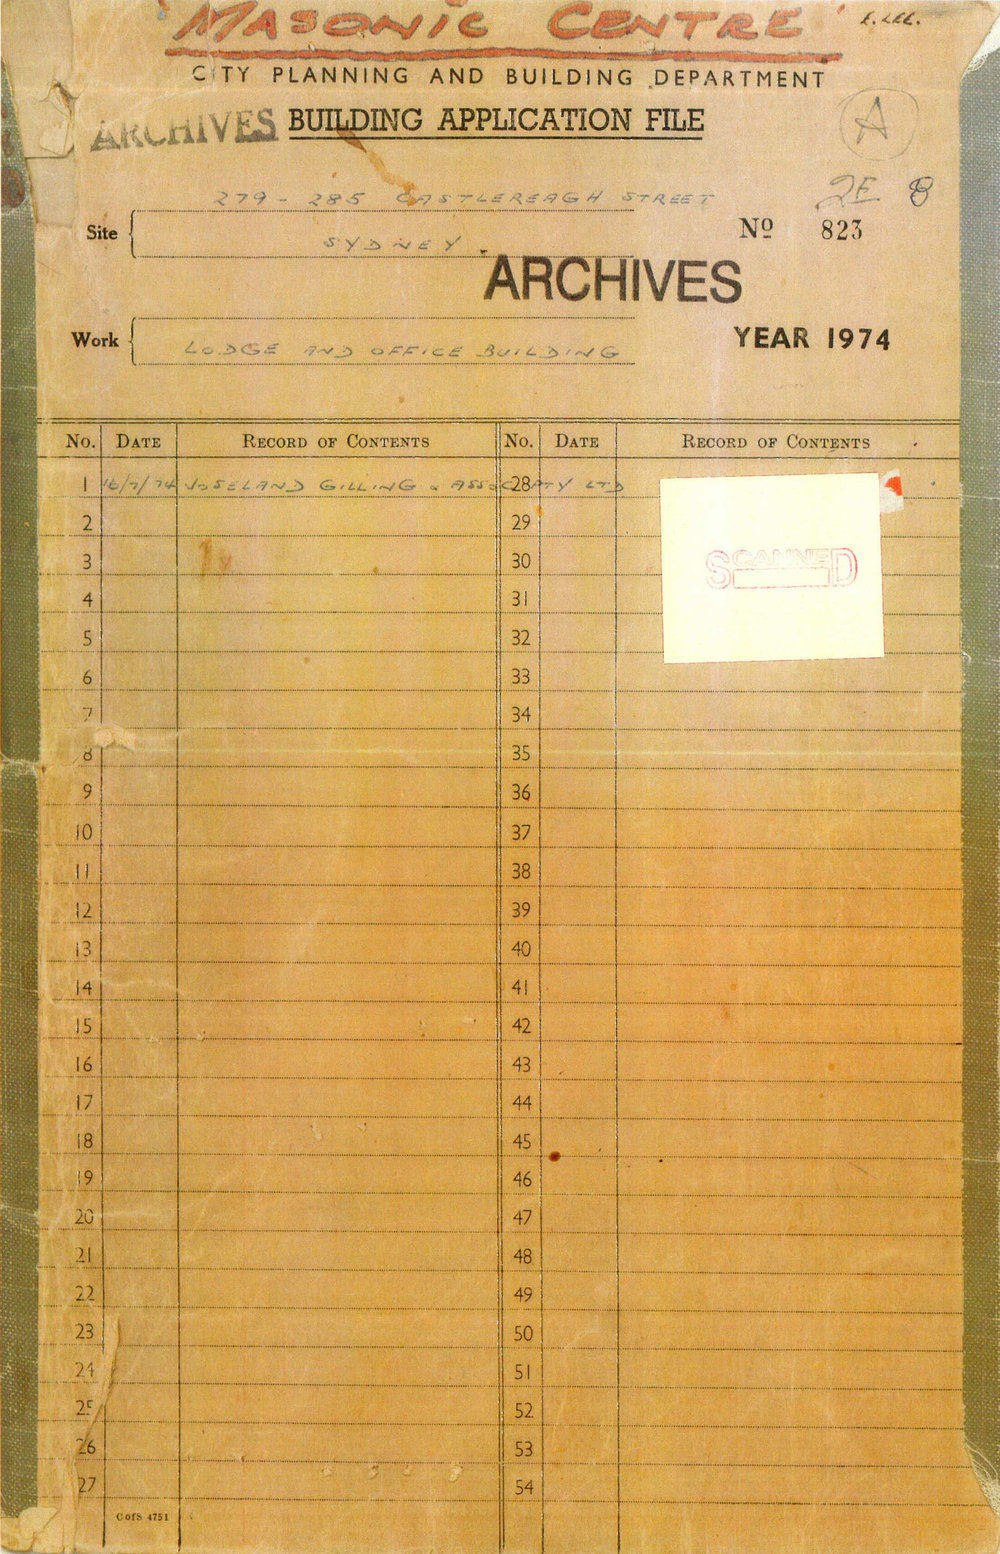 'MASONIC CENTRE'
E. LEE.
CITY PLANNING AND BUILDING DEPARTMENT
ARCHIVES BUILDING APPLICATION FILE
A
2E 8
Site 279 - 285 CASTLEREAGH STREET
SYDNEY.
No 823
ARCHIVES
Work LODGE AND OFFICE BUILDING
YEAR 1974
No. DATE RECORD OF CONTENTS No. DATE RECORD OF CONTENTS
1 16/7/74 JOSELAND GILLING & ASSOC PTY LTD 28
2 29
3 30
SCANNED
4 31
5 32
6 33
7 34
8 35
9 36
10 37
11 38
12 39
13 40
14 41
15 42
16 43
17 44
18 45
19 46
20 47
21 48
22 49
23 50
24 51
25 52
26 53
27 54
C of S 4751